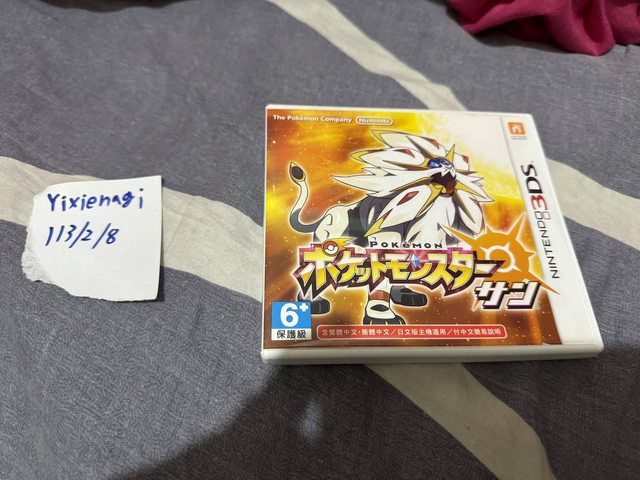 Yixienagi
113/2/8
The Pokémon Company
Nintendo
NINTENDO 3DS
POKéMON
ポケットモンスター
サン
6+
保護級
含繁體中文・簡體中文/日文版主機適用/付中文簡易說明